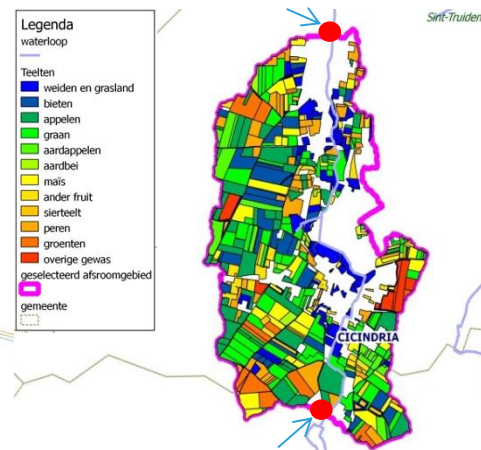 Sint-Truiden
Legenda
waterloop
Teelten
weiden en grasland
bieten
appelen
graan
aardappelen
aardbei
maïs
ander fruit
sierteelt
peren
groenten
overige gewas
geselecteerd afsroomgebied
gemeente
CICINDRIA